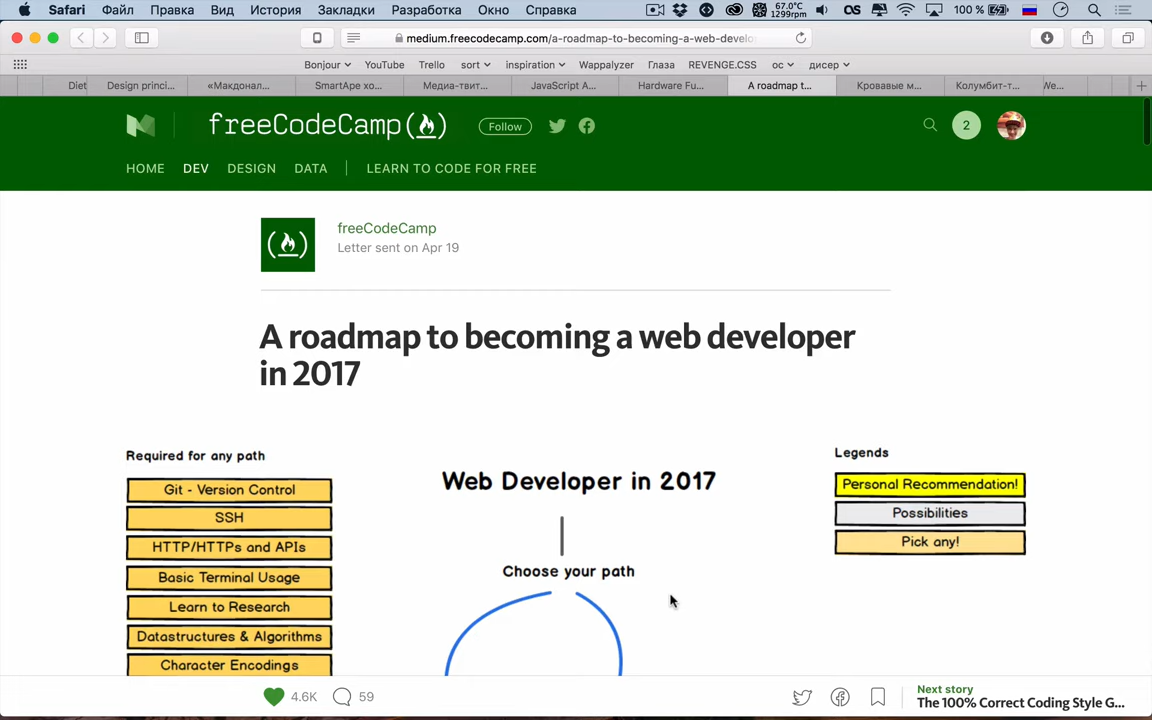 Safari Файл Правка Вид История Закладки Разработка Окно Справка 67.0°C 1299rpm 100 %
medium.freecodecamp.com/a-roadmap-to-becoming-a-web-develo
Bonjour YouTube Trello sort inspiration Wappalyzer Глаза REVENGE.CSS ос дисер
Diet Design princi... «Макдонал... SmartApe хо... Медиа-твит... JavaScript A... Hardware Fu... A roadmap t... Кровавые м... Колумбит-т... We...
freeCodeCamp Follow 2
HOME DEV DESIGN DATA LEARN TO CODE FOR FREE
freeCodeCamp
Letter sent on Apr 19
A roadmap to becoming a web developer
in 2017
Required for any path
Git - Version Control
SSH
HTTP/HTTPs and APIs
Basic Terminal Usage
Learn to Research
Datastructures & Algorithms
Character Encodings
Web Developer in 2017
Choose your path
Legends
Personal Recommendation!
Possibilities
Pick any!
4.6K 59
Next story
The 100% Correct Coding Style G...